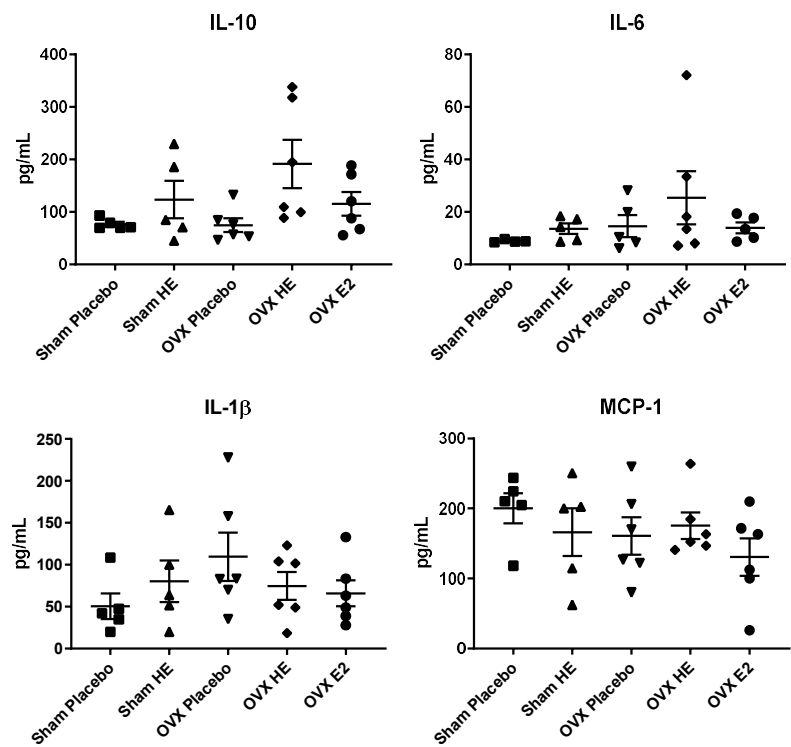 IL-10
400
300
200
100
0
pg/mL
Sham Placebo
Sham HE
OVX Placebo
OVX HE
OVX E2
IL-6
80
60
40
20
0
pg/mL
Sham Placebo
Sham HE
OVX Placebo
OVX HE
OVX E2
IL-1β
250
200
150
100
50
0
pg/mL
Sham Placebo
Sham HE
OVX Placebo
OVX HE
OVX E2
MCP-1
300
200
100
0
pg/mL
Sham Placebo
Sham HE
OVX Placebo
OVX HE
OVX E2